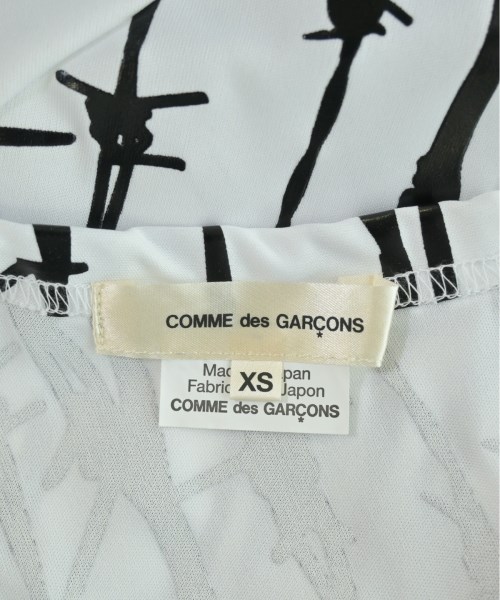 COMME des GARÇONS
XS
Mad pan
Fabric Japon
COMME des GARÇONS